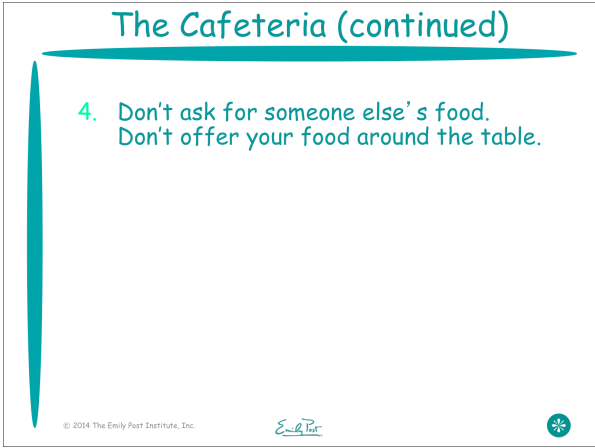 The Cafeteria (continued)
4. Don't ask for someone else’s food.
Don't offer your food around the table.
© 2014 The Emily Post Institute, Inc.
Emily Post